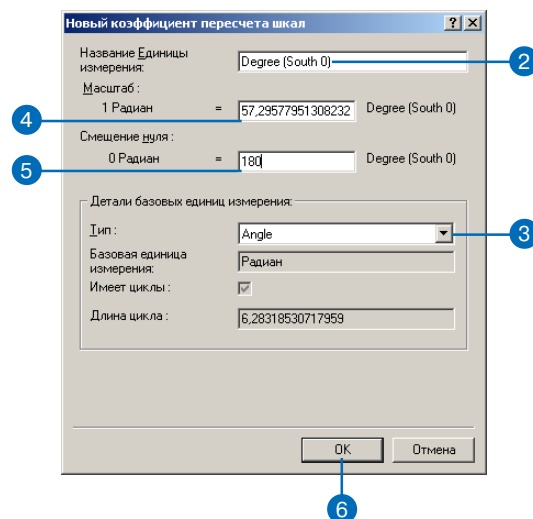 Новый коэффициент пересчета шкал
Название Единицы измерения:
Degree (South 0)
2
Масштаб :
1 Радиан = 57,29577951308232 Degree (South 0)
4
Смещение нуля :
0 Радиан = 180 Degree (South 0)
5
Детали базовых единиц измерения:
Тип :
Angle
3
Базовая единица измерения:
Радиан
Имеет циклы :
Длина цикла :
6,28318530717959
OK
Отмена
6